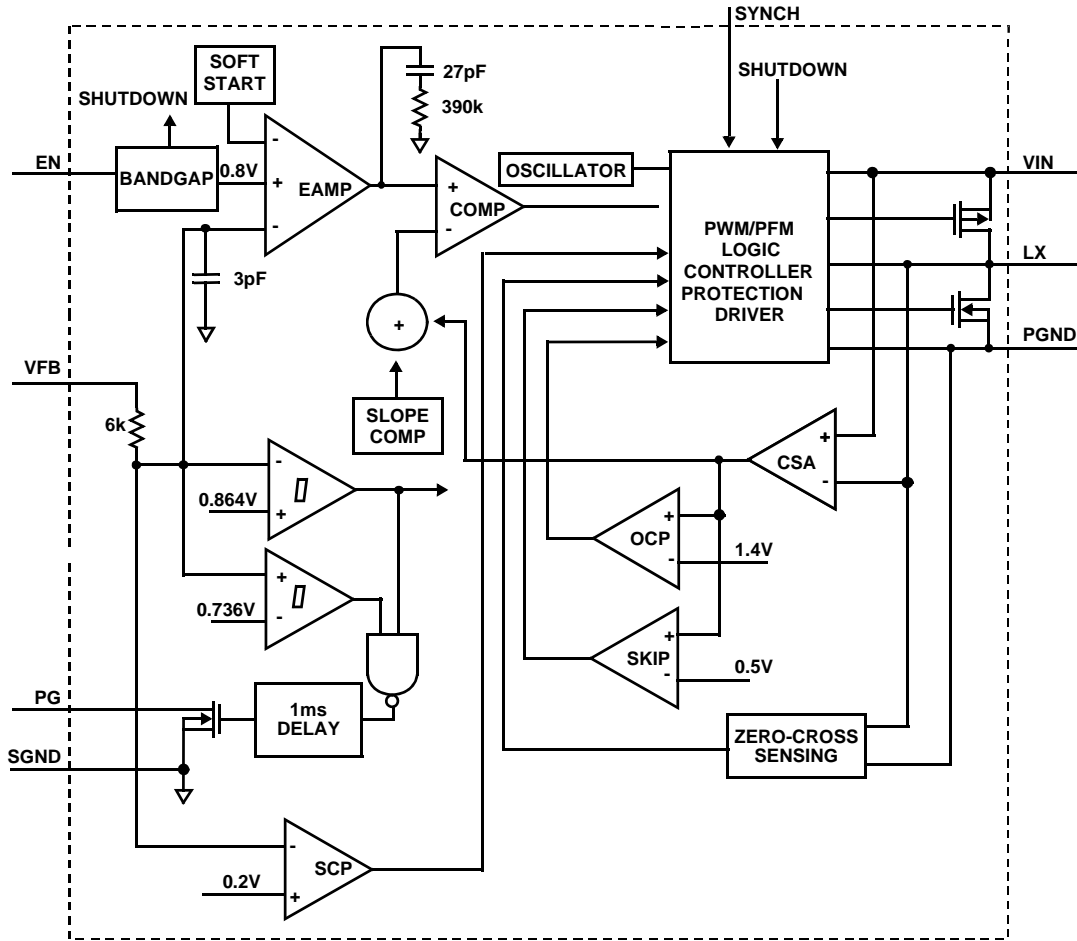 SYNCH
SOFT
START
27pF
390k
SHUTDOWN
SHUTDOWN
EN
BANDGAP
0.8V
-
+
-
EAMP
+
-
COMP
OSCILLATOR
PWM/PFM
LOGIC
CONTROLLER
PROTECTION
DRIVER
VIN
LX
PGND
3pF
+
VFB
6k
SLOPE
COMP
+
-
CSA
-
+
0.864V
+
-
OCP
1.4V
+
-
0.736V
+
-
SKIP
0.5V
PG
1ms
DELAY
SGND
ZERO-CROSS
SENSING
-
+
SCP
0.2V